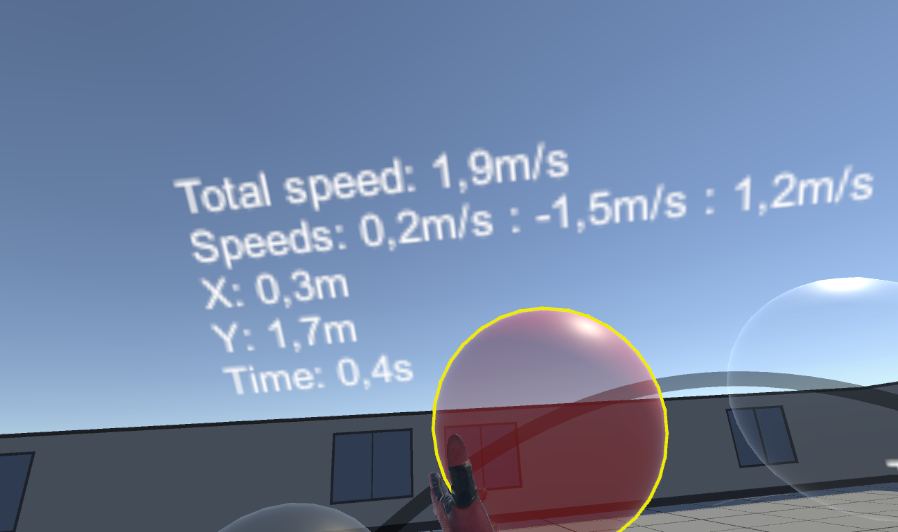 Total speed: 1,9m/s
Speeds: 0,2m/s : -1,5m/s : 1,2m/s
X: 0,3m
Y: 1,7m
Time: 0,4s